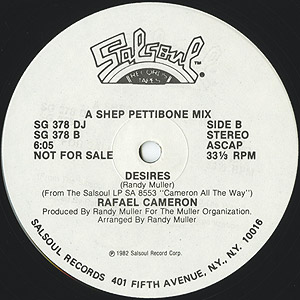 Salsoul
RECORDS
TAPES
A SHEP PETTIBONE MIX
SG 378 DJ
SG 378 B
6:05
NOT FOR SALE
SIDE B
STEREO
ASCAP
33⅓ RPM
DESIRES
(Randy Muller)
(From The Salsoul LP SA 8553 "Cameron All The Way")
RAFAEL CAMERON
Produced By Randy Muller For The Muller Organization.
Arranged By Randy Muller
℗ 1982 Salsoul Record Corp.
SALSOUL RECORDS 401 FIFTH AVENUE, N.Y., N.Y. 10016